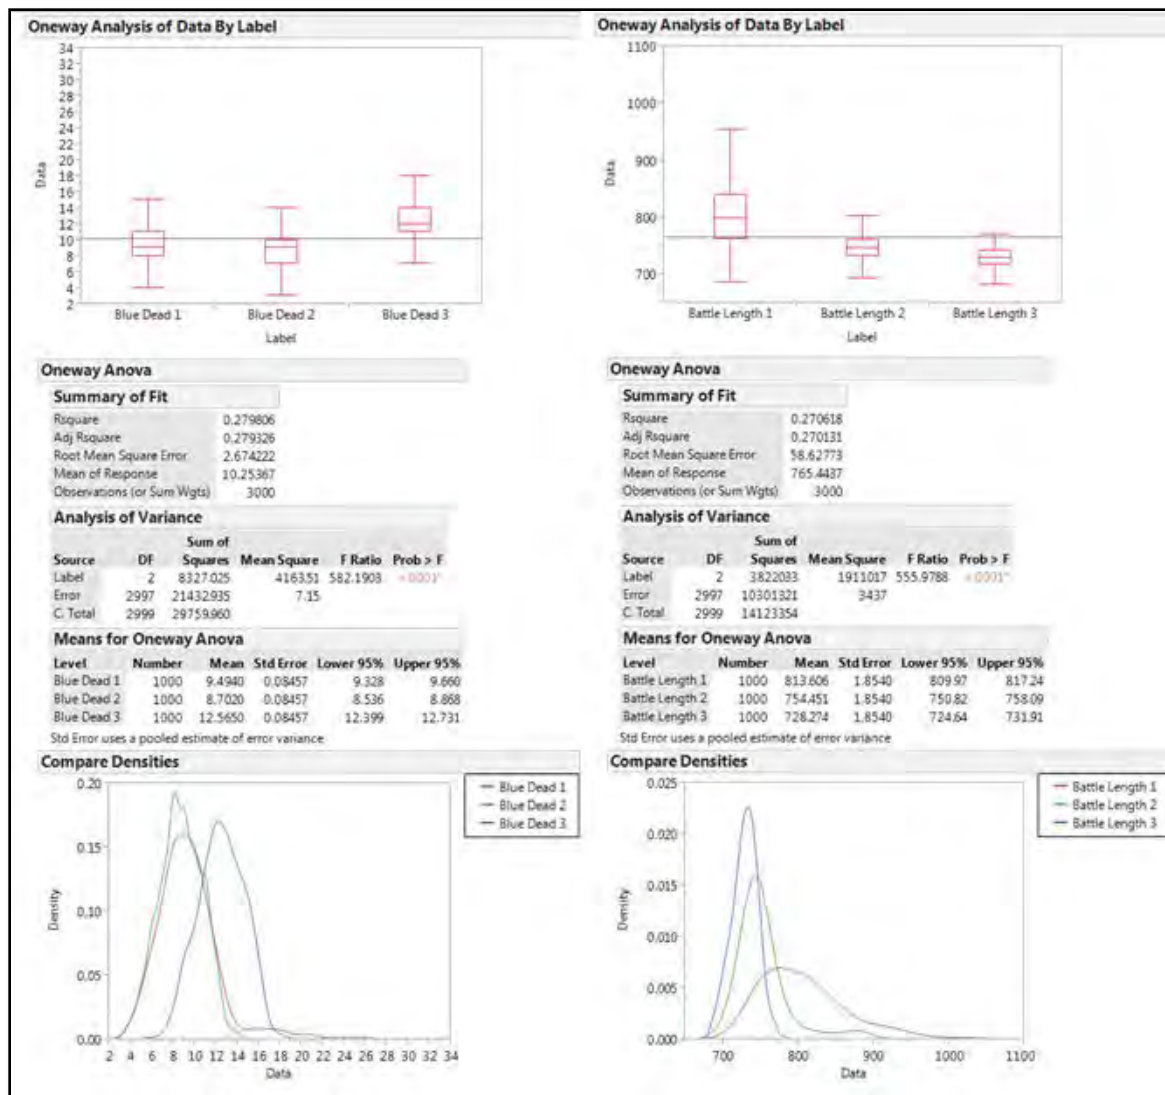 Oneway Analysis of Data By Label
34
32
30
28
26
24
22
20
18
16
14
12
10
8
6
4
2
Data
Blue Dead 1 Blue Dead 2 Blue Dead 3
Label
Oneway Anova
Summary of Fit
Rsquare 0.279806
Adj Rsquare 0.279326
Root Mean Square Error 2.674222
Mean of Response 10.25367
Observations (or Sum Wgts) 3000
Analysis of Variance
Sum of
Source DF Squares Mean Square F Ratio Prob > F
Label 2 8327.025 4163.51 582.1903 <.0001*
Error 2997 21432.935 7.15
C. Total 2999 29759.960
Means for Oneway Anova
Level Number Mean Std Error Lower 95% Upper 95%
Blue Dead 1 1000 9.4940 0.08457 9.328 9.660
Blue Dead 2 1000 8.7020 0.08457 8.536 8.868
Blue Dead 3 1000 12.5650 0.08457 12.399 12.731
Std Error uses a pooled estimate of error variance
Compare Densities
0.20
0.15
0.10
0.05
0.00
Density
2 4 6 8 10 12 14 16 18 20 22 24 26 28 30 32 34
Data
Blue Dead 1
Blue Dead 2
Blue Dead 3
Oneway Analysis of Data By Label
1100
1000
900
800
700
Data
Battle Length 1 Battle Length 2 Battle Length 3
Label
Oneway Anova
Summary of Fit
Rsquare 0.270618
Adj Rsquare 0.270131
Root Mean Square Error 58.62773
Mean of Response 765.4437
Observations (or Sum Wgts) 3000
Analysis of Variance
Sum of
Source DF Squares Mean Square F Ratio Prob > F
Label 2 3822033 1911017 555.9788 <.0001*
Error 2997 10301321 3437
C. Total 2999 14123354
Means for Oneway Anova
Level Number Mean Std Error Lower 95% Upper 95%
Battle Length 1 1000 813.606 1.8540 809.97 817.24
Battle Length 2 1000 754.451 1.8540 750.82 758.09
Battle Length 3 1000 728.274 1.8540 724.64 731.91
Std Error uses a pooled estimate of error variance
Compare Densities
0.025
0.020
0.015
0.010
0.005
0.000
Density
700 800 900 1000 1100
Data
Battle Length 1
Battle Length 2
Battle Length 3